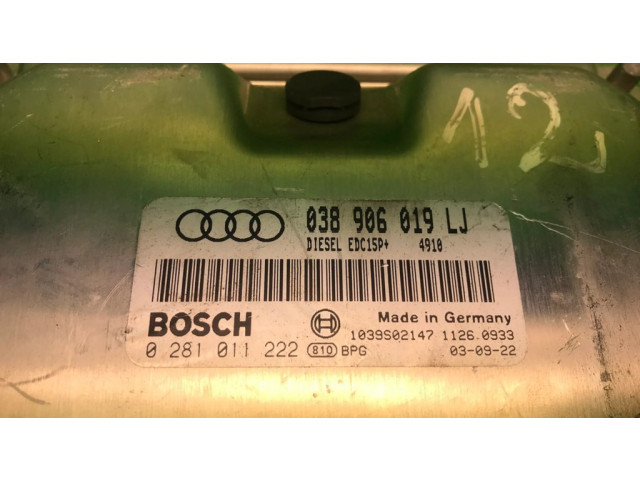 12
038 906 019 LJ
DIESEL EDC15P+ 4910
BOSCH
Made in Germany
1039S02147 1126.0933
0 281 011 222 810 BPG 03-09-22